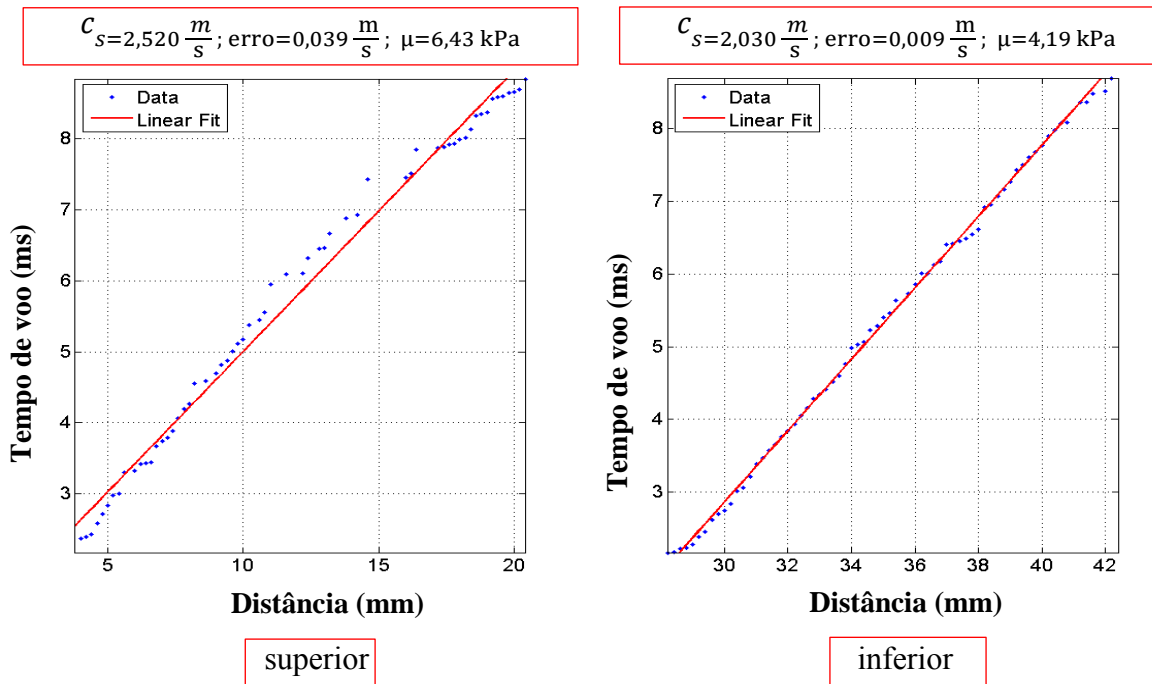 c_S=2,520 m/s ; erro=0,039 m/s ; μ=6,43 kPa
Data
Linear Fit
8
7
6
5
4
3
5
10
15
20
Tempo de voo (ms)
Distância (mm)
superior
c_S=2,030 m/s ; erro=0,009 m/s ; μ=4,19 kPa
Data
Linear Fit
8
7
6
5
4
3
30
32
34
36
38
40
42
Tempo de voo (ms)
Distância (mm)
inferior